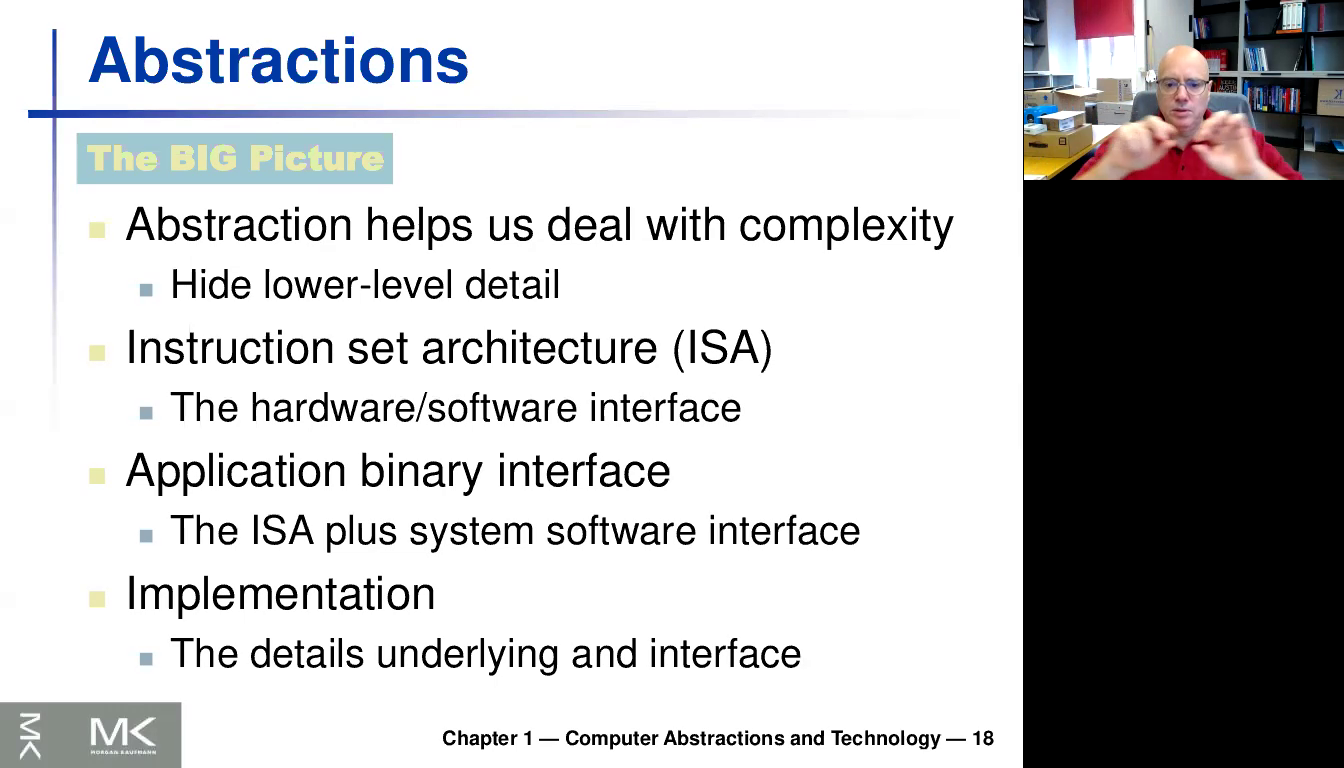 Abstractions
The BIG Picture
Abstraction helps us deal with complexity
Hide lower-level detail
Instruction set architecture (ISA)
The hardware/software interface
Application binary interface
The ISA plus system software interface
Implementation
The details underlying and interface
MK
MK
MORGAN KAUFMANN
Chapter 1 — Computer Abstractions and Technology — 18